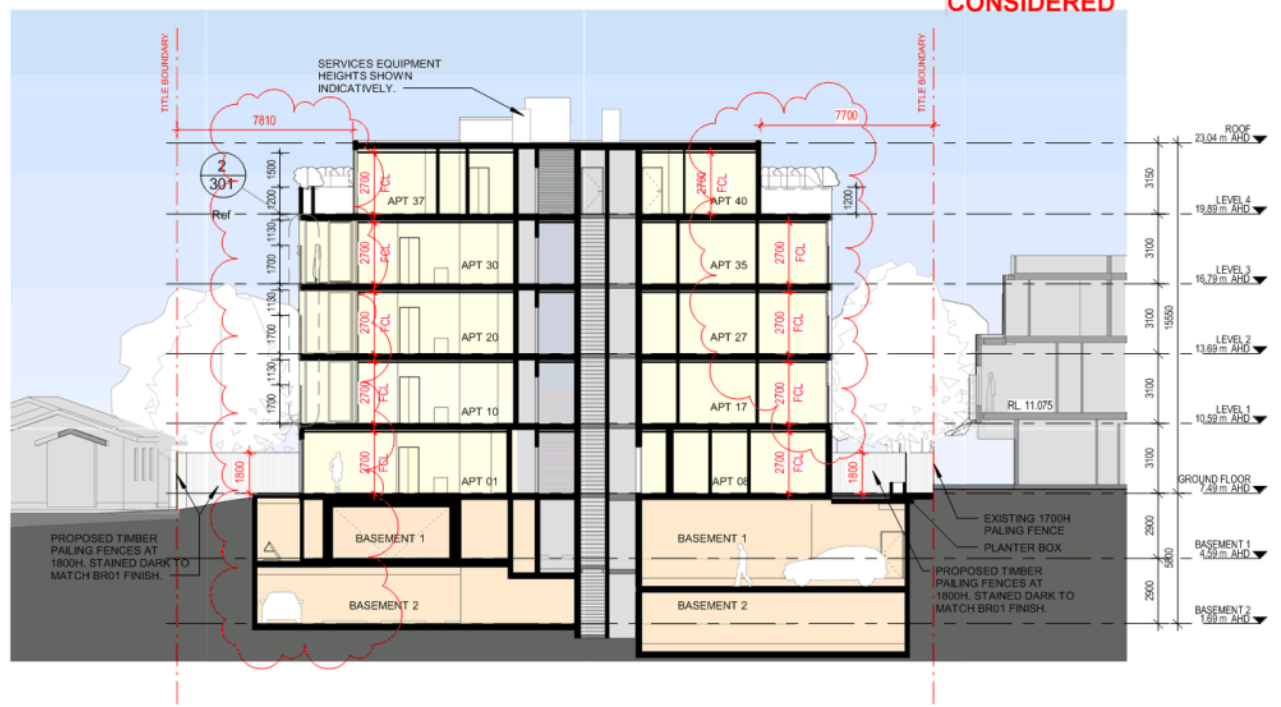 CONSIDERED
TITLE BOUNDARY
TITLE BOUNDARY
SERVICES EQUIPMENT
HEIGHTS SHOWN
INDICATIVELY.
7810
7700
2
301
Ref
ROOF
23.04 m AHD
LEVEL 4
19.89 m AHD
LEVEL 3
16.79 m AHD
LEVEL 2
13.69 m AHD
LEVEL 1
10.59 m AHD
GROUND FLOOR
7.49 m AHD
BASEMENT 1
4.59 m AHD
BASEMENT 2
1.69 m AHD
3150
3100
3100
3100
3100
2900
2900
15550
5800
1500
1200
1130
1700
1130
1700
1130
1700
1800
2700
FCL
APT 37
2700
FCL
APT 40
1200
2700
FCL
APT 30
APT 35
2700
FCL
2700
FCL
APT 20
APT 27
2700
FCL
2700
FCL
APT 10
APT 17
2700
FCL
2700
FCL
APT 01
APT 08
2700
FCL
1800
RL 11.075
BASEMENT 1
BASEMENT 1
BASEMENT 2
BASEMENT 2
PROPOSED TIMBER
PAILING FENCES AT
1800H. STAINED DARK TO
MATCH BR01 FINISH.
EXISTING 1700H
PALING FENCE
PLANTER BOX
PROPOSED TIMBER
PAILING FENCES AT
1800H. STAINED DARK TO
MATCH BR01 FINISH.